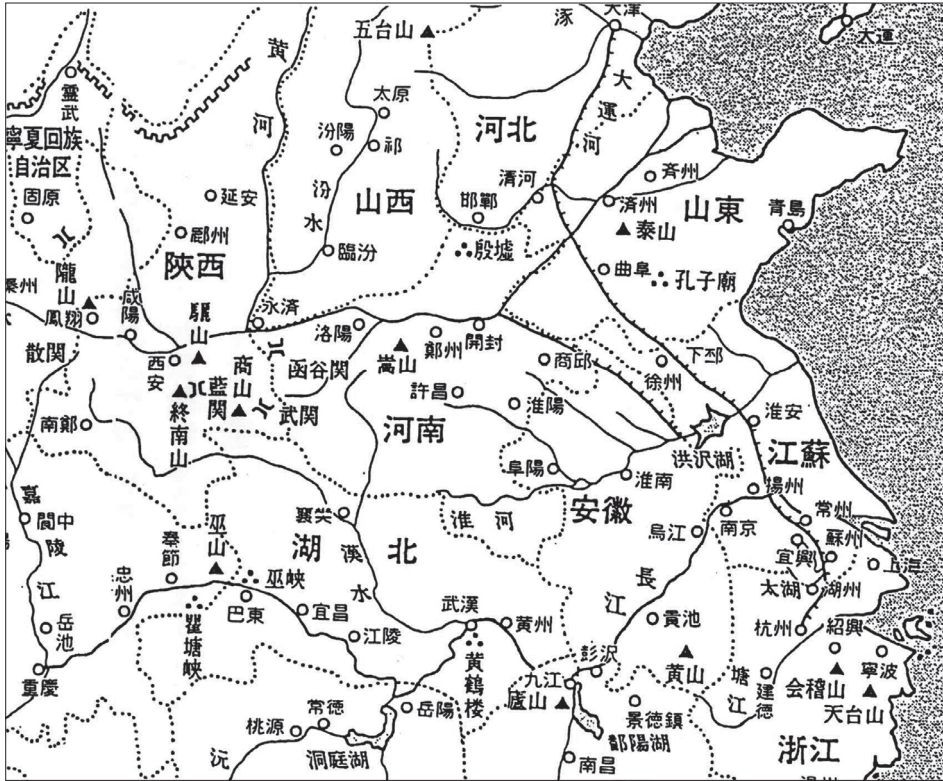 五台山
涿
黄河
大運河
霊武
太原
汾陽
祁
汾水
河北
寧夏回族
自治区
固原
延安
鄜州
山西
邯鄲
清河
斉州
済州
山東
泰山
青島
殷墟
曲阜
孔子廟
臨汾
陝西
隴山
鳳翔
咸陽
驪山
永済
洛陽
開封
鄭州
嵩山
函谷関
商邱
下邳
徐州
散関
西安
藍関
商山
武関
終南山
許昌
淮陽
南鄭
河南
淮安
洪沢湖
江蘇
阜陽
淮南
安徽
揚州
嘉陵江
閬中
奉節
巫山
襄尖
漢水
湖北
淮河
烏江
南京
常州
宜興
蘇州
上海
太湖
湖州
長江
忠州
岳池
巫峡
巴東
宜昌
瞿塘峡
江陵
武漢
黄州
黄鶴楼
貴池
杭州
紹興
重慶
彭沢
九江
廬山
黄山
塘江
建徳
会稽山
寧波
天台山
常徳
桃源
岳陽
景徳鎮
鄱陽湖
沅
洞庭湖
南昌
浙江